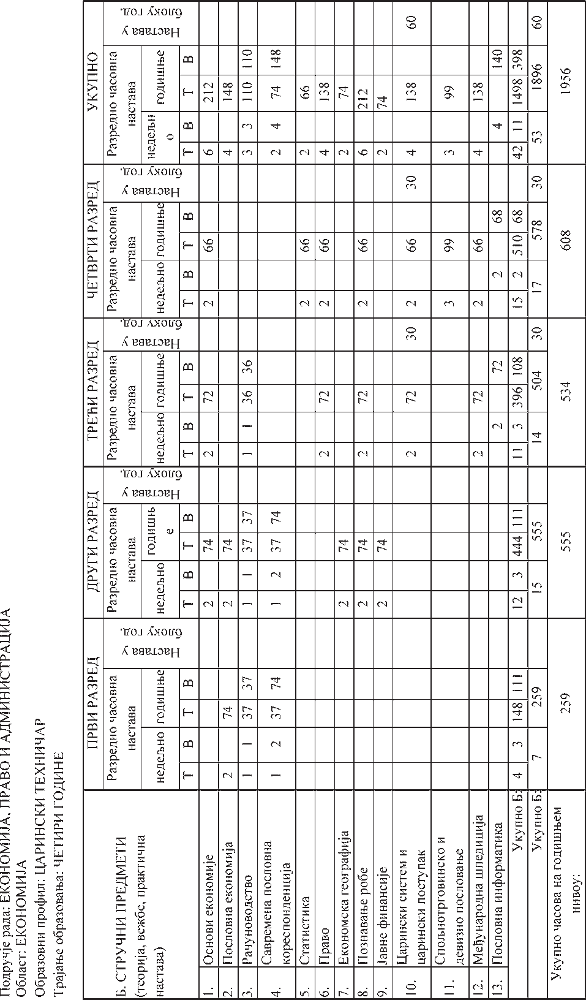 Подручје рада: ЕКОНОМИЈА, ПРАВО И АДМИНИСТРАЦИЈА
Област: ЕКОНОМИЈА
Образовни профил: ЦАРИНСКИ ТЕХНИЧАР
Трајање образовања: ЧЕТИРИ ГОДИНЕ
Б. СТРУЧНИ ПРЕДМЕТИ (теорија, вежбе, практична настава) ПРВИ РАЗРЕД ДРУГИ РАЗРЕД ТРЕЋИ РАЗРЕД ЧЕТВРТИ РАЗРЕД УКУПНО
Разредно часовна настава Настава у блоку год. Разредно часовна настава Настава у блоку год. Разредно часовна настава Настава у блоку год. Разредно часовна настава Настава у блоку год. Разредно часовна настава Настава у блоку год.
недељно годишње недељно годишње недељно годишње недељно годишње недељно годишње
Т В Т В Т В Т В Т В Т В Т В Т В Т В Т В
1. Основи економије 2 74 2 72 2 66 6 212
2. Пословна економија 2 74 2 74 4 148
3. Рачуноводство 1 1 37 37 1 1 37 37 1 1 36 36 3 3 110 110
4. Савремена пословна кореспонденција 1 2 37 74 1 2 37 74 2 4 74 148
5. Статистика 2 66 2 66
6. Право 2 72 2 66 4 138
7. Економска географија 2 74 2 74
8. Познавање робе 2 74 2 72 2 66 6 212
9. Јавне финансије 2 74 2 74
10. Царински систем и царински поступак 2 72 30 2 66 30 4 138 60
11. Спољнотрговинско и девизно пословање 3 99 3 99
12. Међународна шпедиција 2 72 2 66 4 138
13. Пословна информатика 2 72 2 68 4 140
Укупно Б: 4 3 148 111 12 3 444 111 11 3 396 108 15 2 510 68 42 11 1498 398
Укупно Б: 7 259 15 555 14 504 30 17 578 30 53 1896 60
Укупно часова на годишњем нивоу: 259 555 534 608 1956